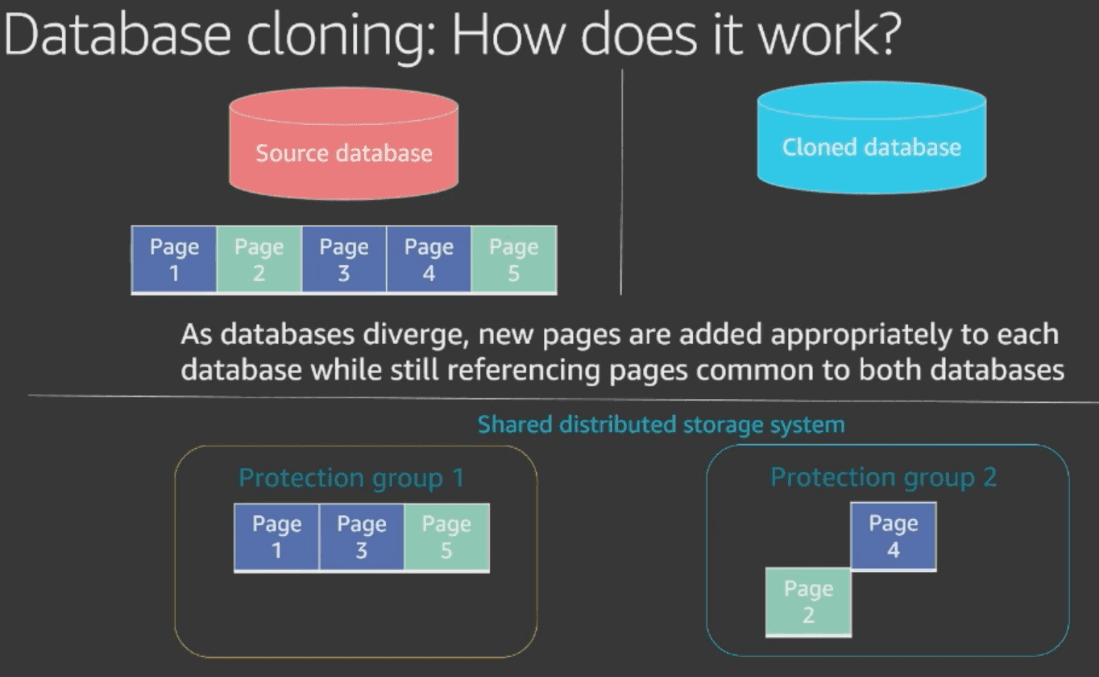 Database cloning: How does it work?
Source database
Cloned database
Page
1
Page
2
Page
3
Page
4
Page
5
As databases diverge, new pages are added appropriately to each
database while still referencing pages common to both databases
Shared distributed storage system
Protection group 1
Page
1
Page
3
Page
5
Protection group 2
Page
4
Page
2